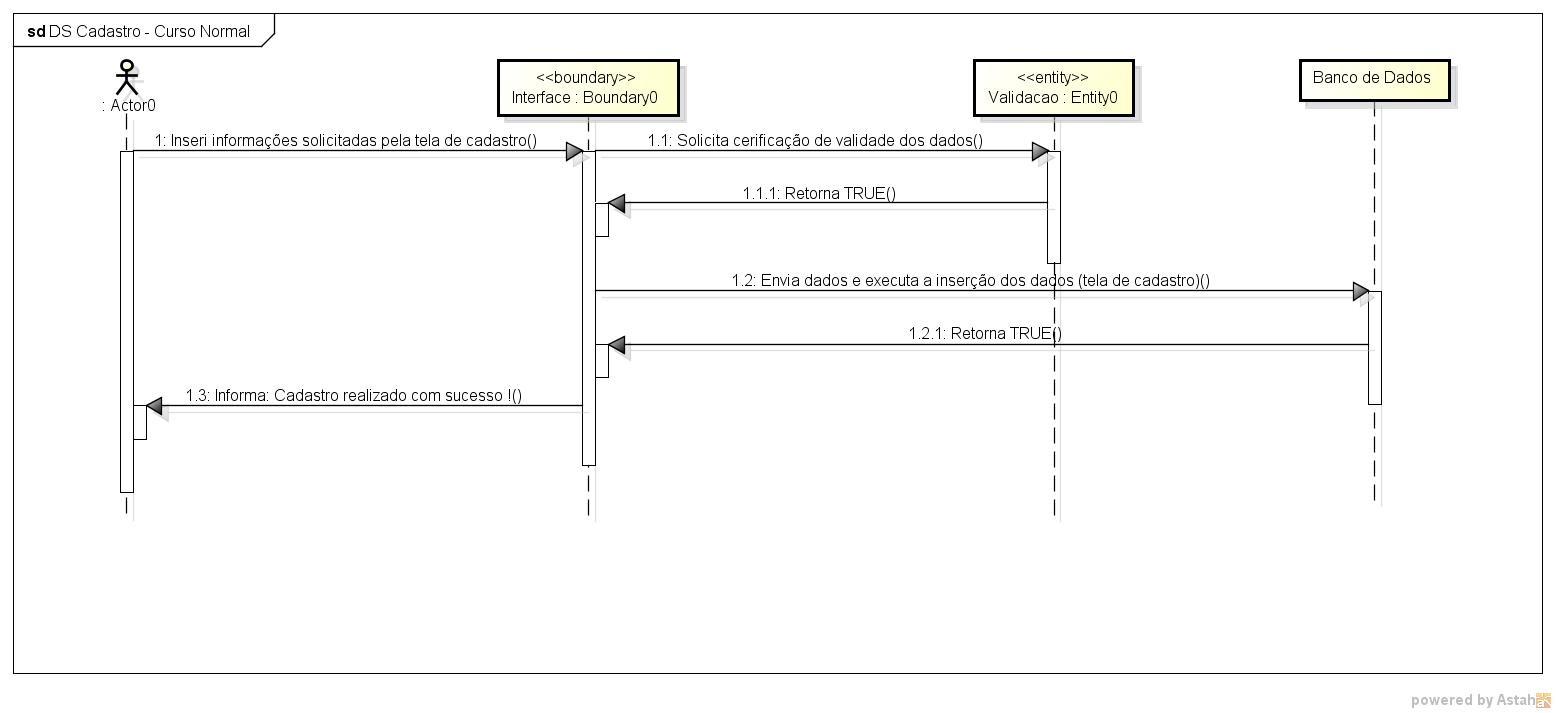 sd DS Cadastro - Curso Normal
: Actor0
<<boundary>>
Interface : Boundary0
<<entity>>
Validacao : Entity0
Banco de Dados
1: Inseri informações solicitadas pela tela de cadastro()
1.1: Solicita cerificação de validade dos dados()
1.1.1: Retorna TRUE()
1.2: Envia dados e executa a inserção dos dados (tela de cadastro)()
1.2.1: Retorna TRUE()
1.3: Informa: Cadastro realizado com sucesso !()
powered by Astah